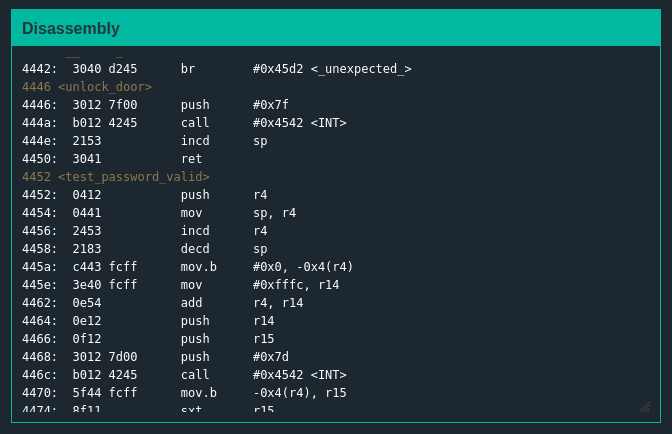 Disassembly
4442:  3040 d245      br        #0x45d2 <_unexpected_>
4446 <unlock_door>
4446:  3012 7f00      push      #0x7f
444a:  b012 4245      call      #0x4542 <INT>
444e:  2153           incd      sp
4450:  3041           ret
4452 <test_password_valid>
4452:  0412           push      r4
4454:  0441           mov       sp, r4
4456:  2453           incd      r4
4458:  2183           decd      sp
445a:  c443 fcff      mov.b     #0x0, -0x4(r4)
445e:  3e40 fcff      mov       #0xfffc, r14
4462:  0e54           add       r4, r14
4464:  0e12           push      r14
4466:  0f12           push      r15
4468:  3012 7d00      push      #0x7d
446c:  b012 4245      call      #0x4542 <INT>
4470:  5f44 fcff      mov.b     -0x4(r4), r15
4474:  8f11           sxt       r15